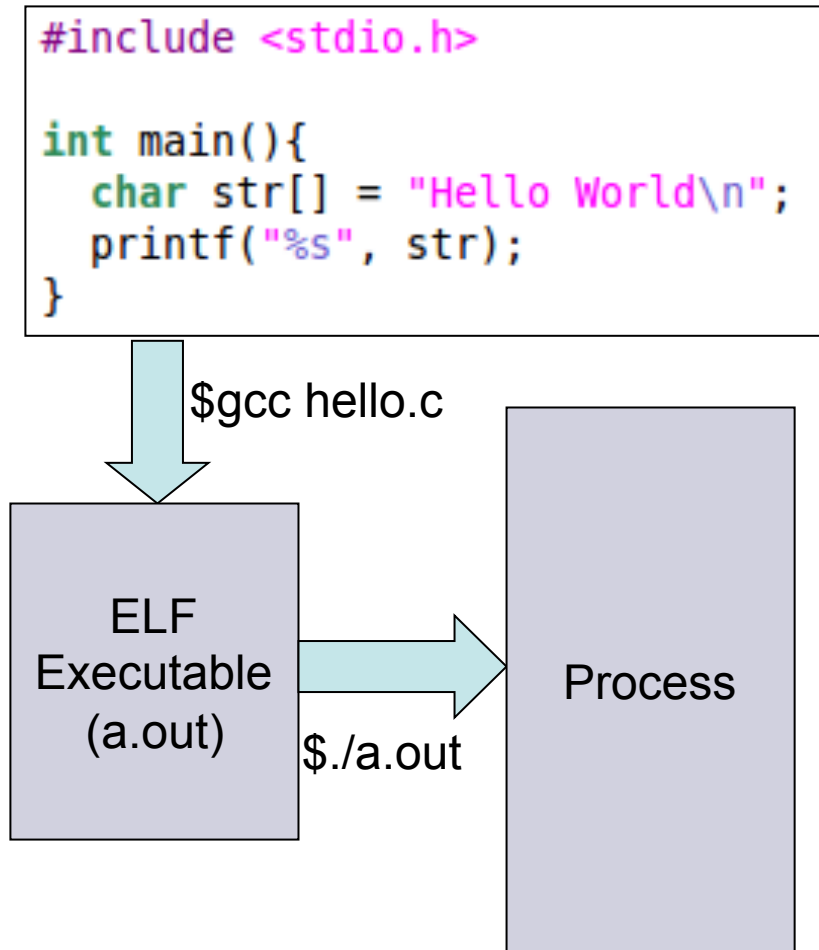 #include <stdio.h>
int main(){
char str[] = "Hello World\n";
printf("%s", str);
}
$gcc hello.c
ELF
Executable
(a.out)
$./a.out
Process